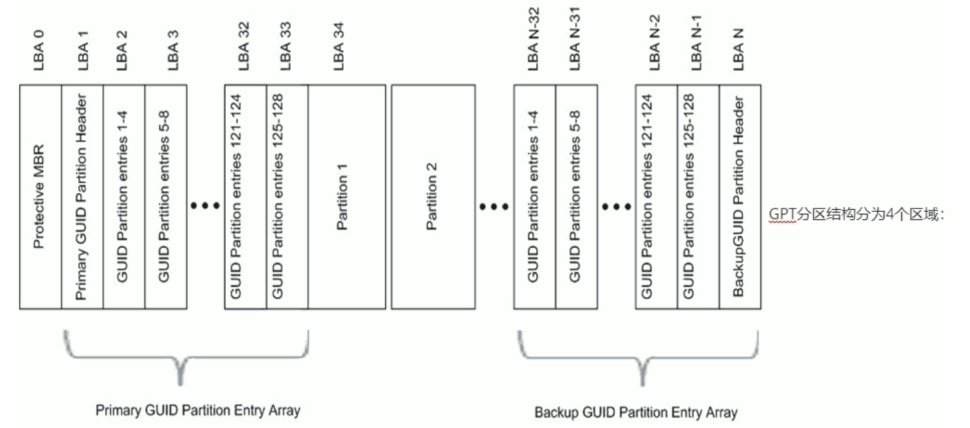 LBA 0
LBA 1
LBA 2
LBA 3
LBA 32
LBA 33
LBA 34
LBA N-32
LBA N-31
LBA N-2
LBA N-1
LBA N
Protective MBR
Primary GUID Partition Header
GUID Partition entries 1-4
GUID Partition entries 5-8
GUID Partition entries 121-124
GUID Partition entries 125-128
Partition 1
Partition 2
GUID Partition entries 1-4
GUID Partition entries 5-8
GUID Partition entries 121-124
GUID Partition entries 125-128
BackupGUID Partition Header
GPT分区结构分为4个区域：
Primary GUID Partition Entry Array
Backup GUID Partition Entry Array